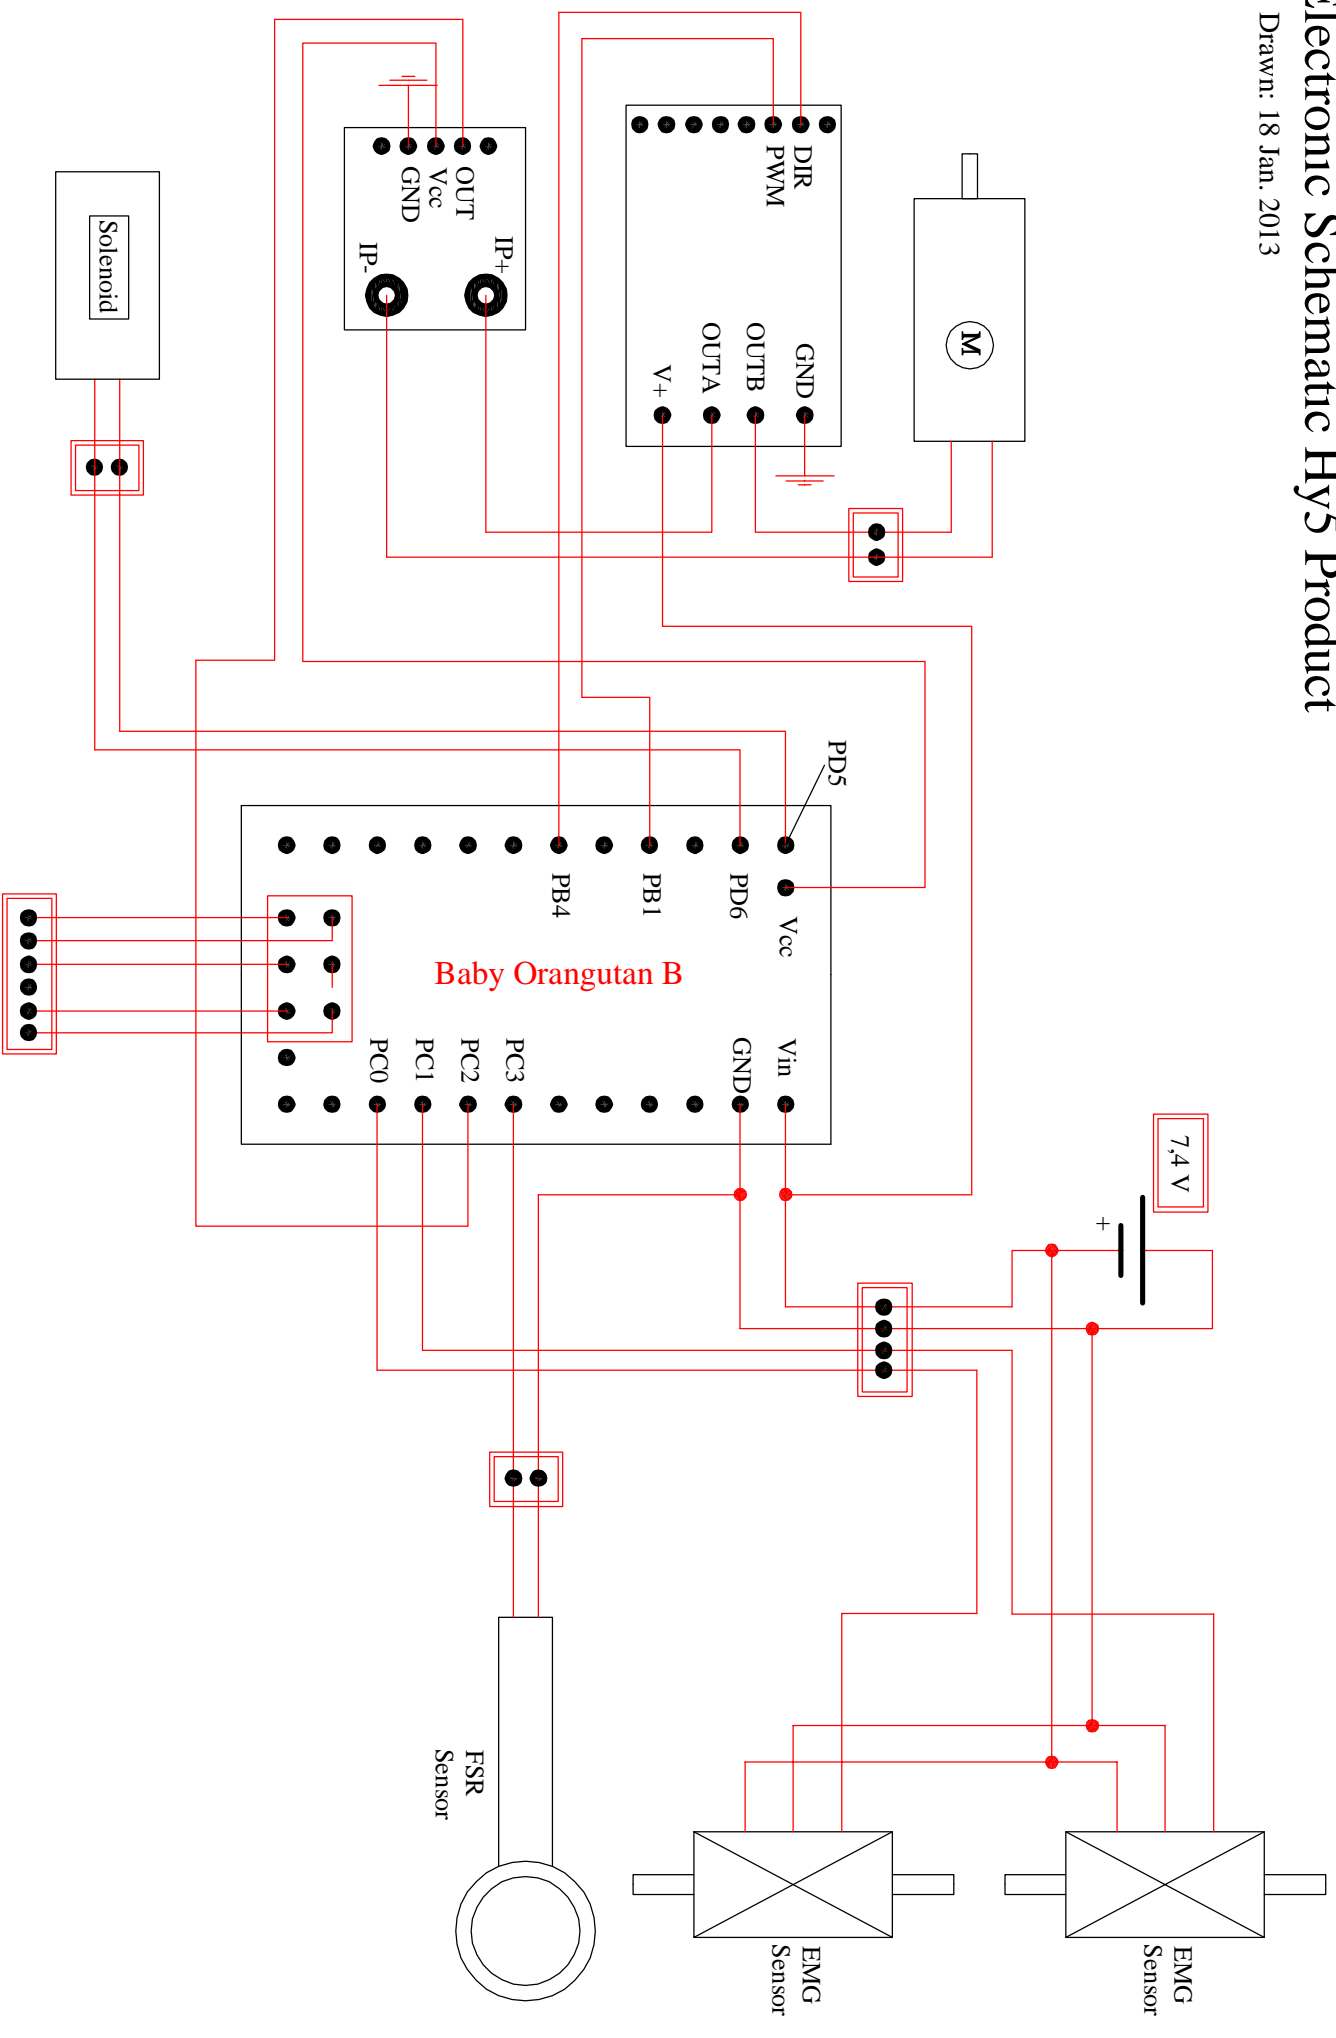 Electronic Schematic Hy5 Product
Drawn: 18 Jan. 2013
M
DIR
PWM
GND
OUTB
OUTA
V+
OUT
Vcc
GND
IP+
IP-
Solenoid
PD5
Vcc
PD6
PB1
PB4
Baby Orangutan B
Vin
GND
PC3
PC2
PC1
PC0
7,4 V
+
EMG
Sensor
EMG
Sensor
FSR
Sensor